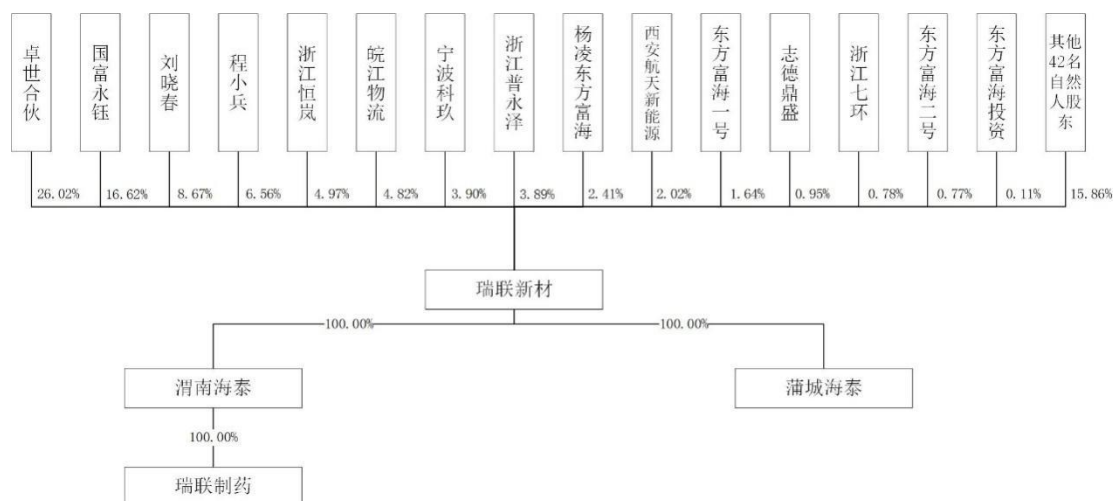 卓世合伙
国富永钰
刘晓春
程小兵
浙江恒岚
皖江物流
宁波科玖
浙江普永泽
杨凌东方富海
西安航天新能源
东方富海一号
志德鼎盛
浙江七环
东方富海二号
东方富海投资
其他
42名
自然
人股
东
26.02%
16.62%
8.67%
6.56%
4.97%
4.82%
3.90%
3.89%
2.41%
2.02%
1.64%
0.95%
0.78%
0.77%
0.11%
15.86%
瑞联新材
100.00%
100.00%
渭南海泰
蒲城海泰
100.00%
瑞联制药